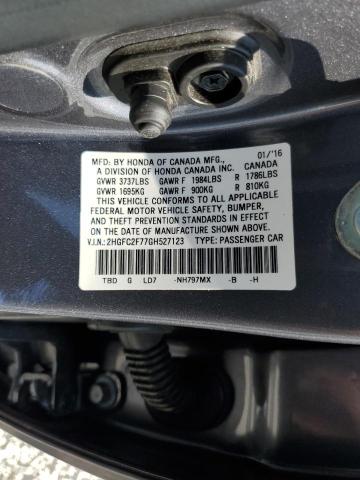 MFD. BY HONDA OF CANADA MFG., 01/'16
A DIVISION OF HONDA CANADA INC. CANADA
GVWR 3737LBS GAWR F 1984LBS R 1786LBS
GVWR 1695KG GAWR F 900KG R 810KG
THIS VEHICLE CONFORMS TO ALL APPLICABLE
FEDERAL MOTOR VEHICLE SAFETY, BUMPER,
AND THEFT PREVENTION STANDARDS IN EFFECT
ON THE DATE OF MANUFACTURE SHOWN ABOVE.
V.I.N.: 2HGFC2F77GH527123 TYPE: PASSENGER CAR
TBD G LD7 -NH797MX -B -H